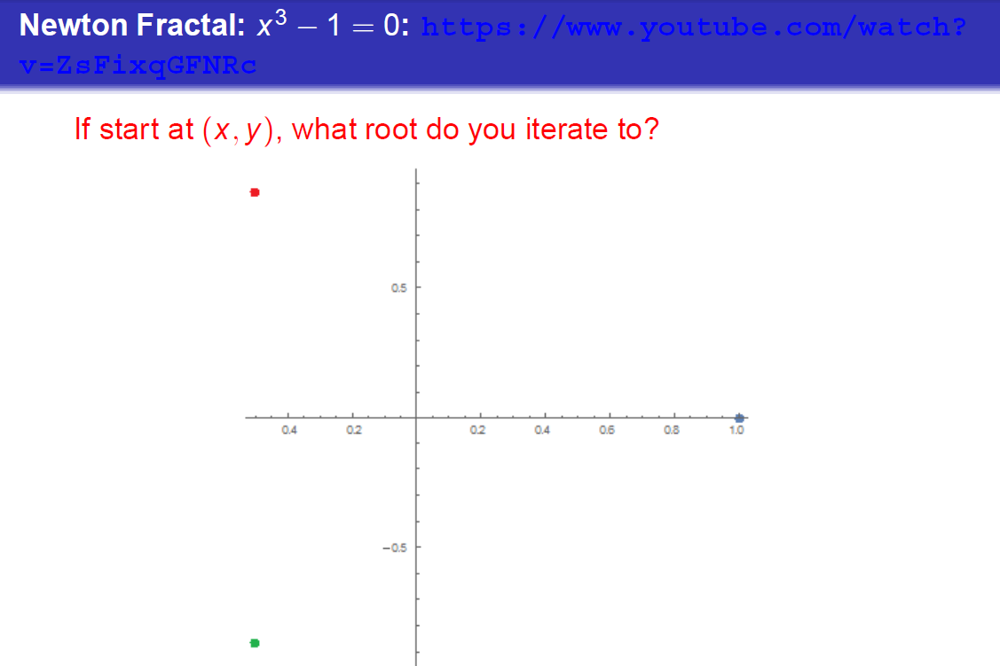 Newton Fractal: x³ − 1 = 0: https://www.youtube.com/watch?
v=ZsFixqGFNRc
If start at (x, y), what root do you iterate to?
0.5
0.4 0.2 0.2 0.4 0.6 0.8 1.0
−0.5